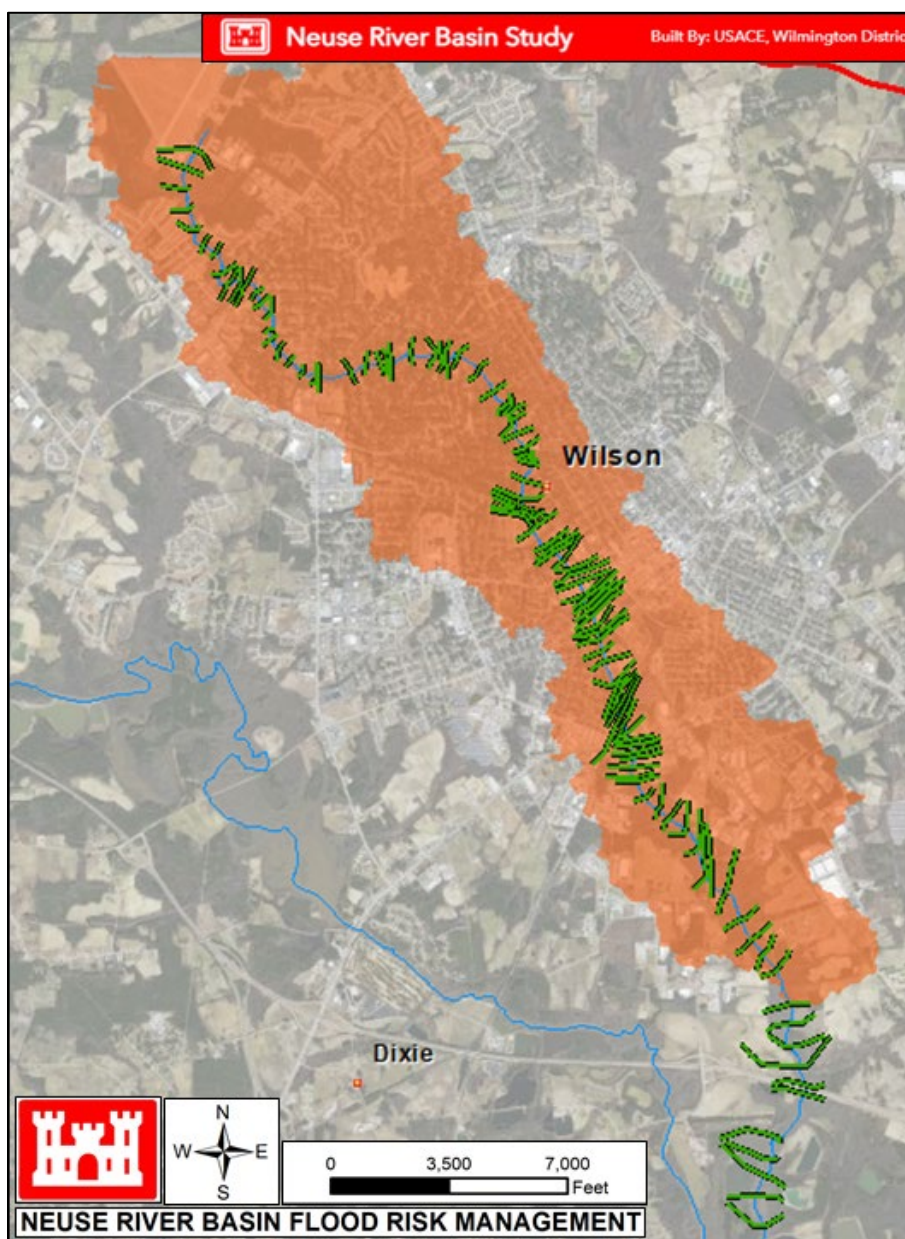 Neuse River Basin Study
Built By: USACE, Wilmington Distric
Wilson
Dixie
N
W E
S
0 3,500 7,000
Feet
NEUSE RIVER BASIN FLOOD RISK MANAGEMENT